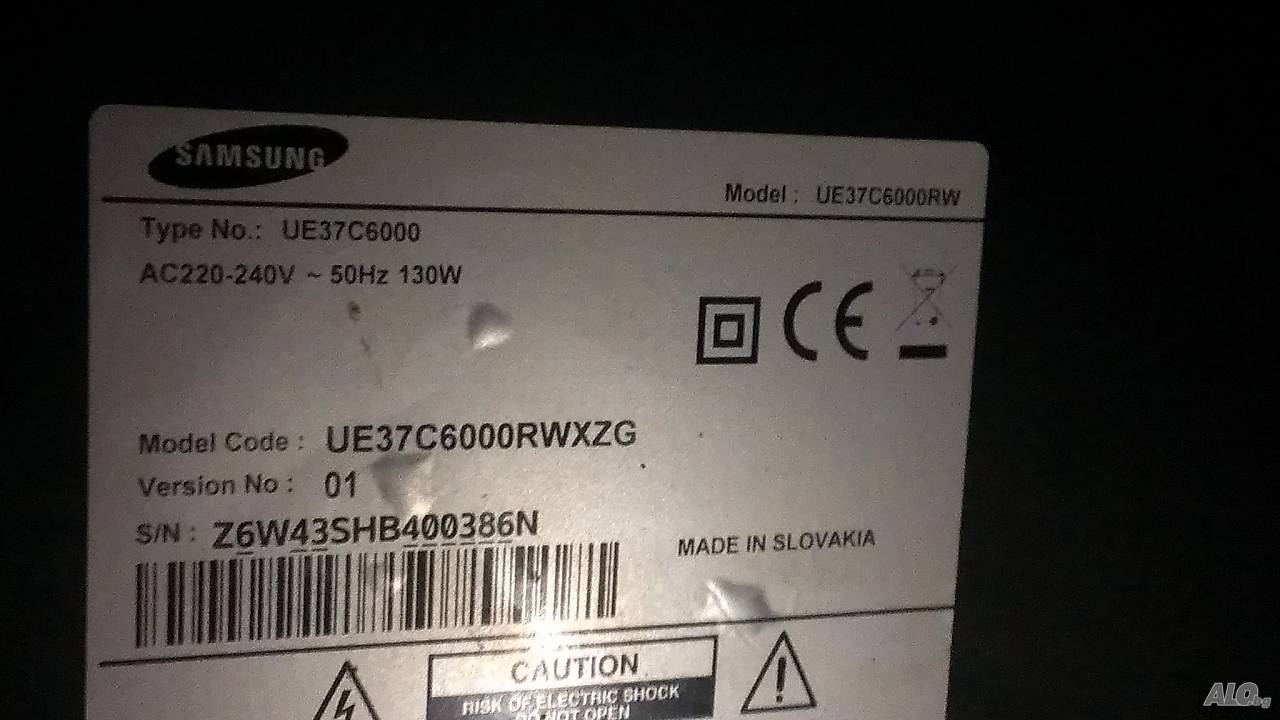 SAMSUNG
Model : UE37C6000RW
Type No.: UE37C6000
AC220-240V ~ 50Hz 130W
CE
Model Code : UE37C6000RWXZG
Version No : 01
S/N : Z6W43SHB400386N
MADE IN SLOVAKIA
CAUTION
RISK OF ELECTRIC SHOCK
DO NOT OPEN
ALO.bg